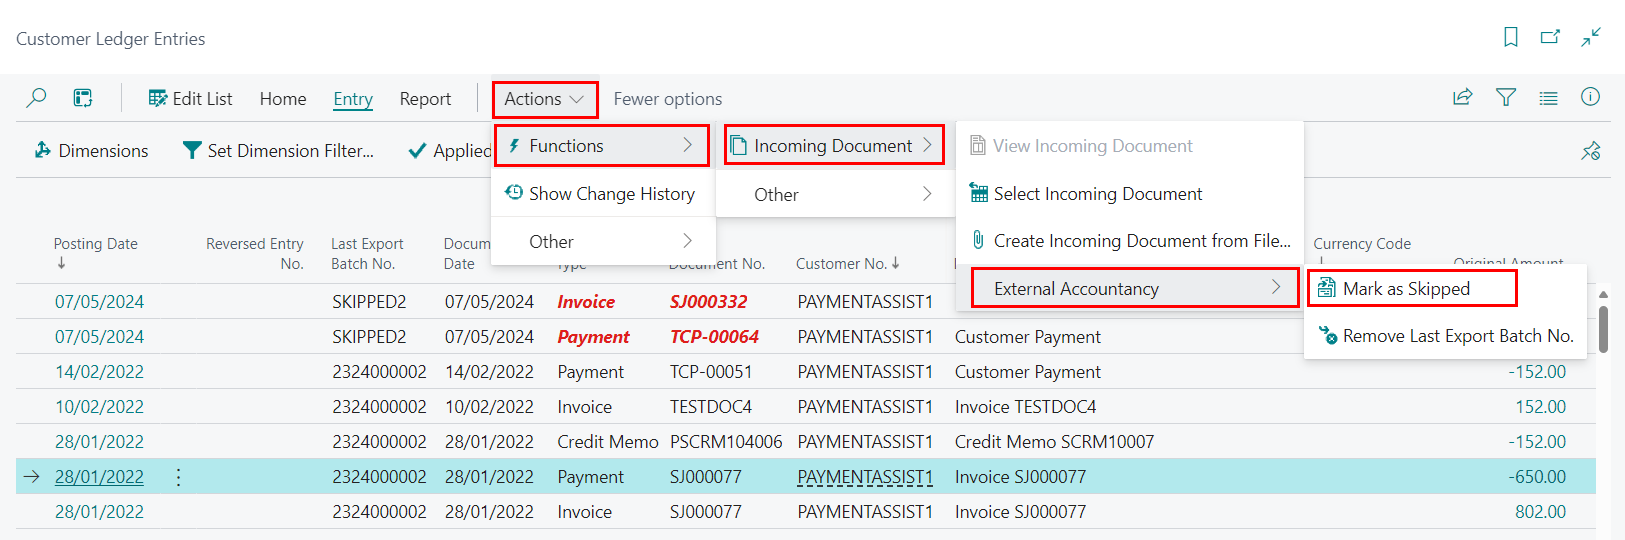 Customer Ledger Entries
Edit List Home Entry Report Actions Fewer options
Dimensions Set Dimension Filter... Applied
Functions
Show Change History
Other
Incoming Document
Other
View Incoming Document
Select Incoming Document
Create Incoming Document from File...
External Accountancy
Mark as Skipped
Remove Last Export Batch No.
Posting Date ↓ Reversed Entry No. Last Export Batch No. Date Type Document No. Customer No. ↓ Currency Code ↓ Original Amount
07/05/2024 SKIPPED2 07/05/2024 Invoice SJ000332 PAYMENTASSIST1
07/05/2024 SKIPPED2 07/05/2024 Payment TCP-00064 PAYMENTASSIST1 Customer Payment
14/02/2022 2324000002 14/02/2022 Payment TCP-00051 PAYMENTASSIST1 Customer Payment -152.00
10/02/2022 2324000002 10/02/2022 Invoice TESTDOC4 PAYMENTASSIST1 Invoice TESTDOC4 152.00
28/01/2022 2324000002 28/01/2022 Credit Memo PSCRM104006 PAYMENTASSIST1 Credit Memo SCRM10007 -152.00
28/01/2022 2324000002 28/01/2022 Payment SJ000077 PAYMENTASSIST1 Invoice SJ000077 -650.00
28/01/2022 2324000002 28/01/2022 Invoice SJ000077 PAYMENTASSIST1 Invoice SJ000077 802.00